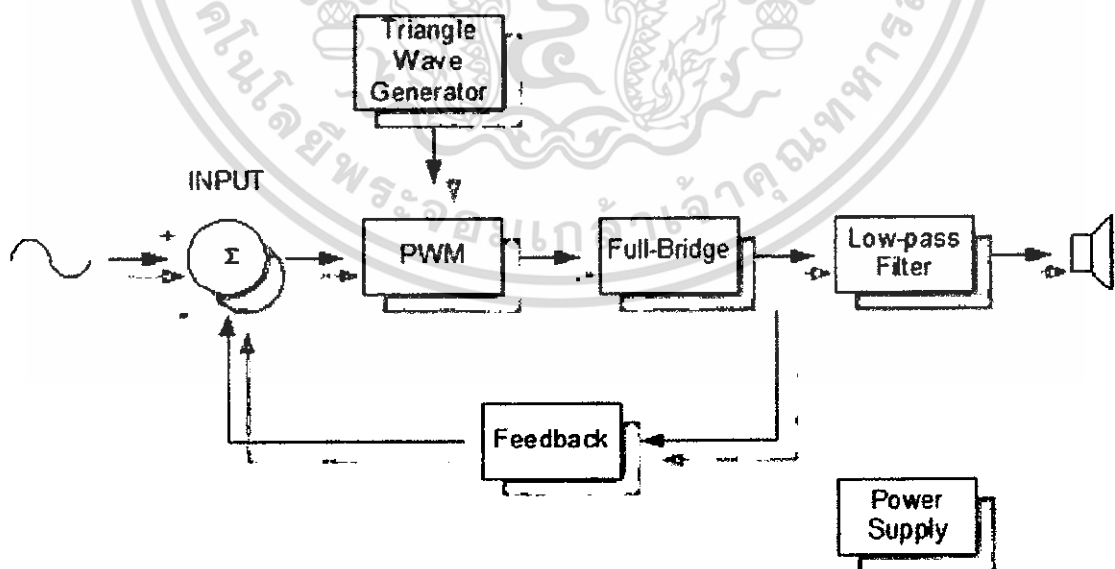 Triangle
Wave
Generator
INPUT
+
Σ
-
PWM
Full-Bridge
Low-pass
Filter
Feedback
Power
Supply